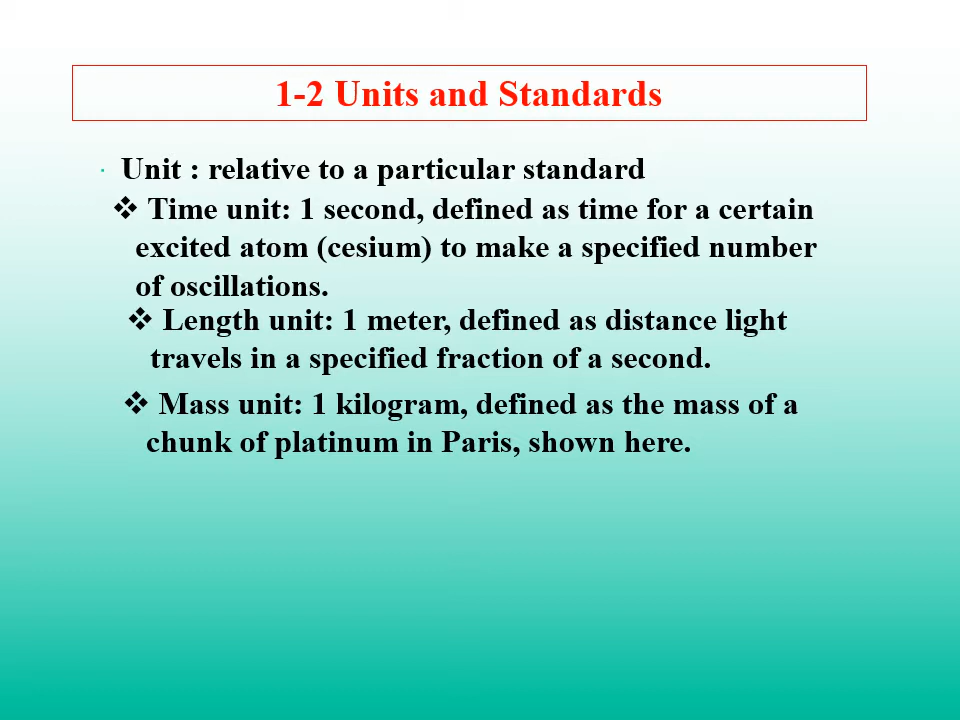 1-2 Units and Standards
· Unit : relative to a particular standard
❖ Time unit: 1 second, defined as time for a certain
excited atom (cesium) to make a specified number
of oscillations.
❖ Length unit: 1 meter, defined as distance light
travels in a specified fraction of a second.
❖ Mass unit: 1 kilogram, defined as the mass of a
chunk of platinum in Paris, shown here.